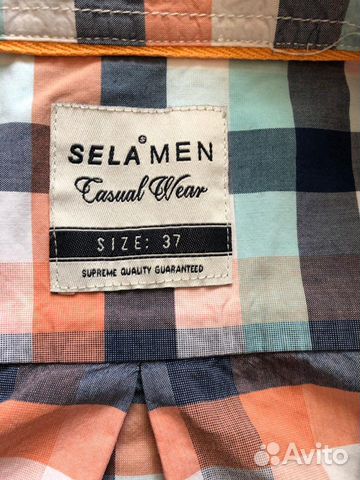 SELA MEN
Casual Wear
SIZE: 37
SUPREME QUALITY GUARANTEED
Avito